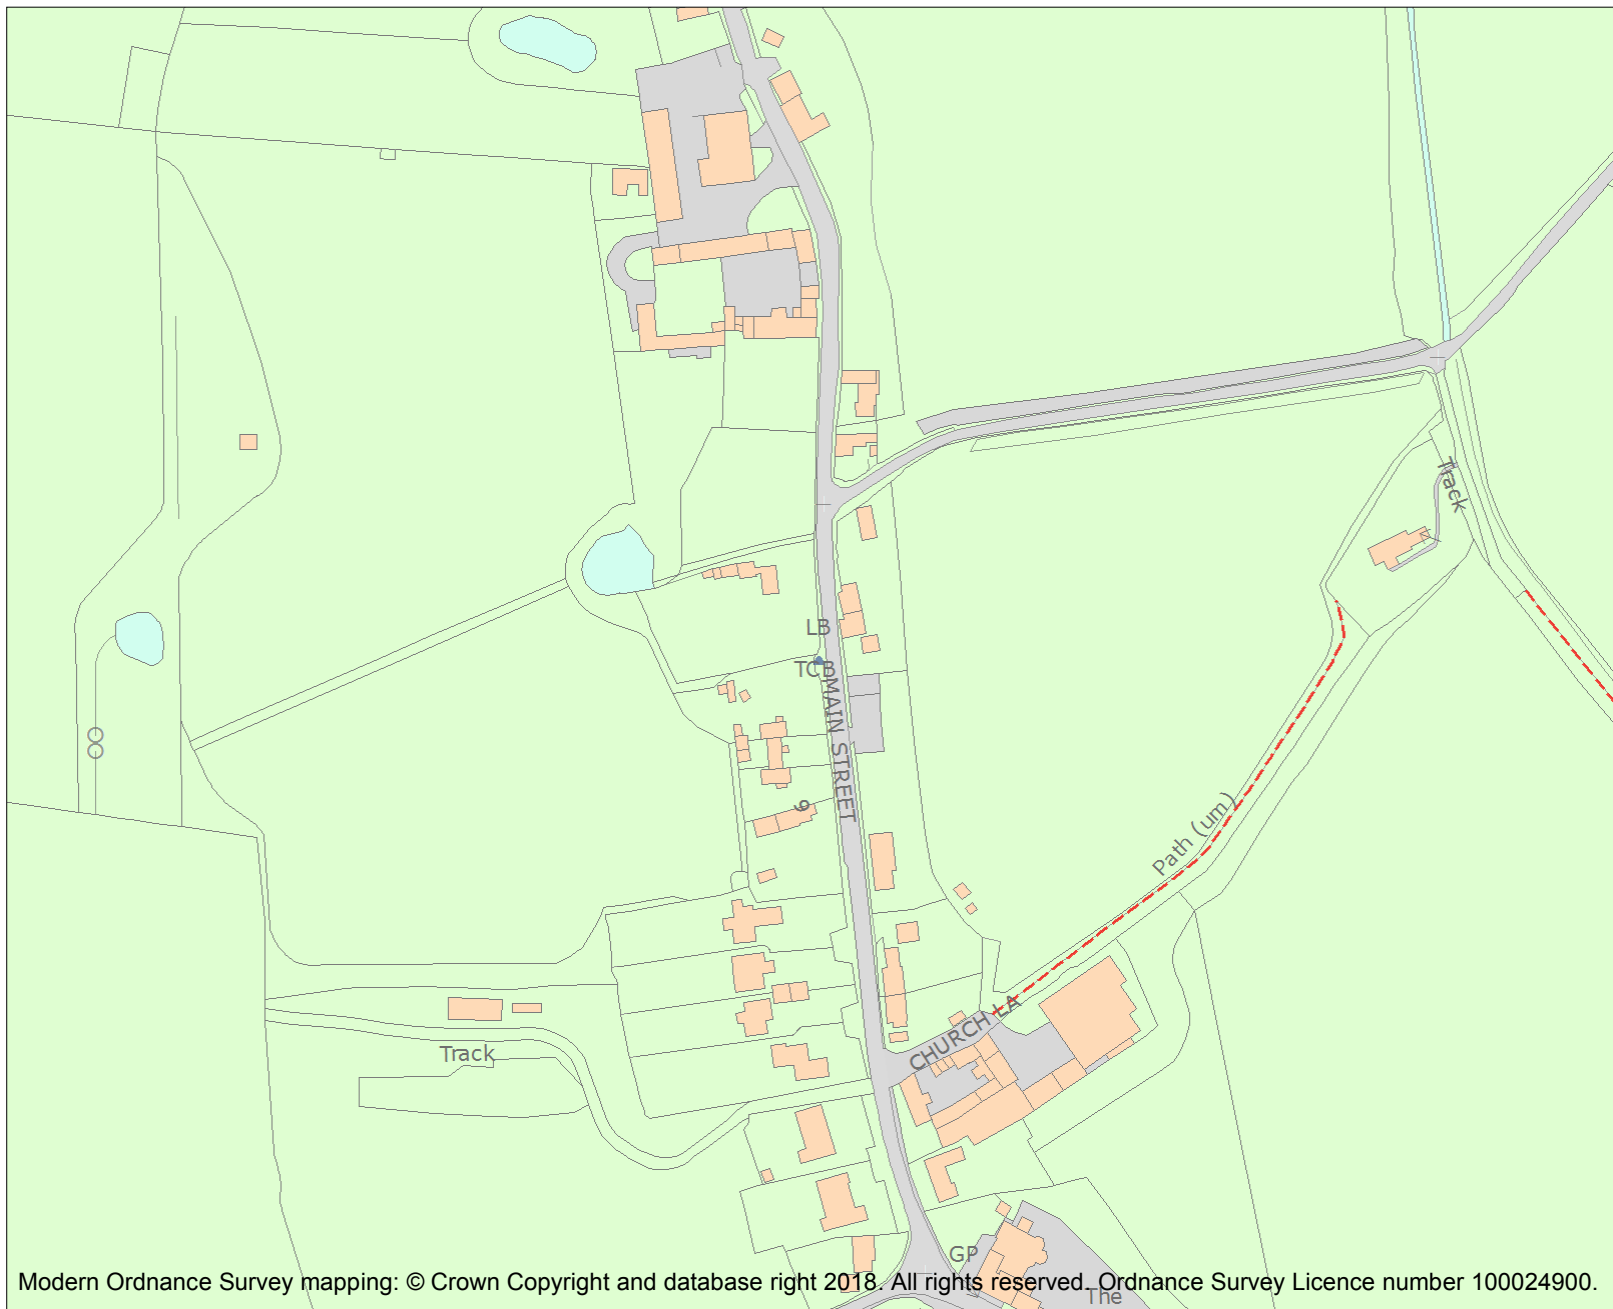 Track
LB
TCB
MAIN STREET
9
Path (um)
CHURCH LA
Track
GP
The
Modern Ordnance Survey mapping: © Crown Copyright and database right 2018. All rights reserved. Ordnance Survey Licence number 100024900.